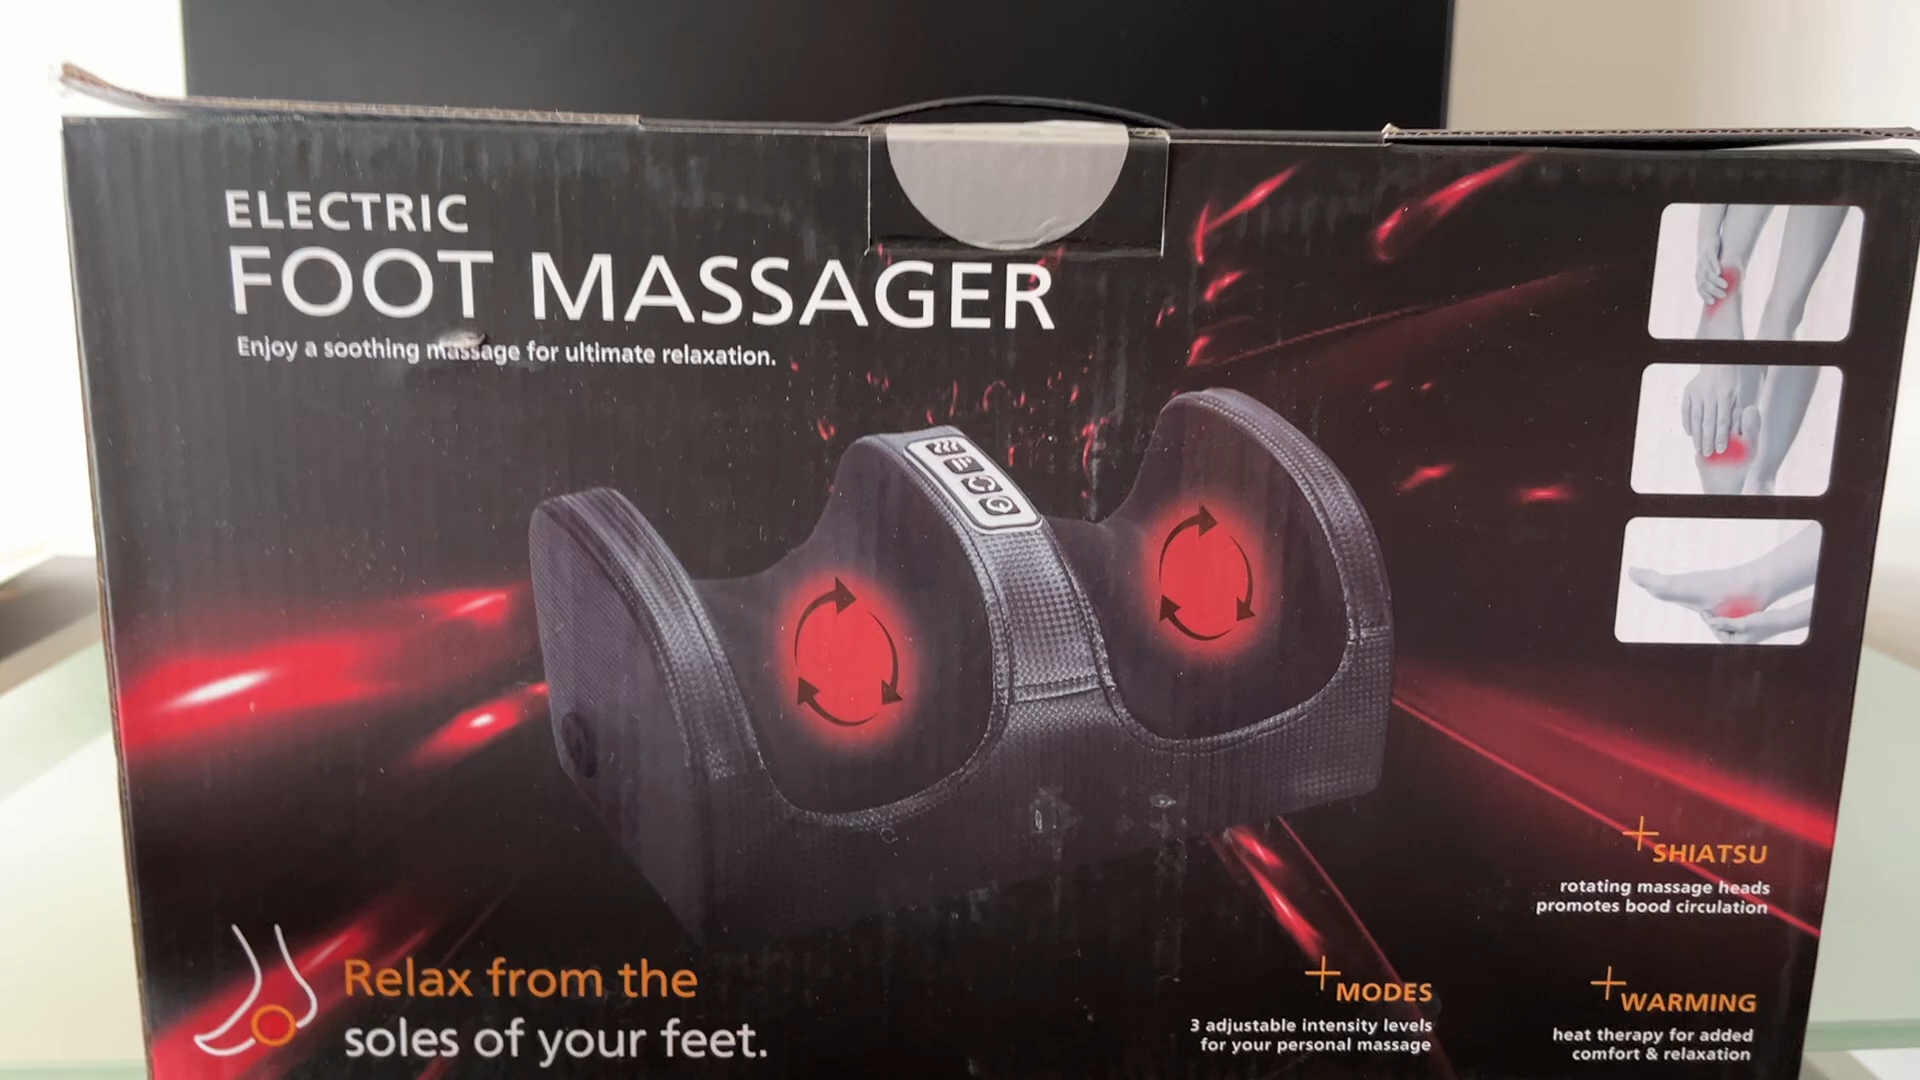 ELECTRIC
FOOT MASSAGER
Enjoy a soothing massage for ultimate relaxation.
SHIATSU
rotating massage heads
promotes bood circulation
MODES
3 adjustable intensity levels
for your personal massage
WARMING
heat therapy for added
comfort & relaxation
Relax from the
soles of your feet.